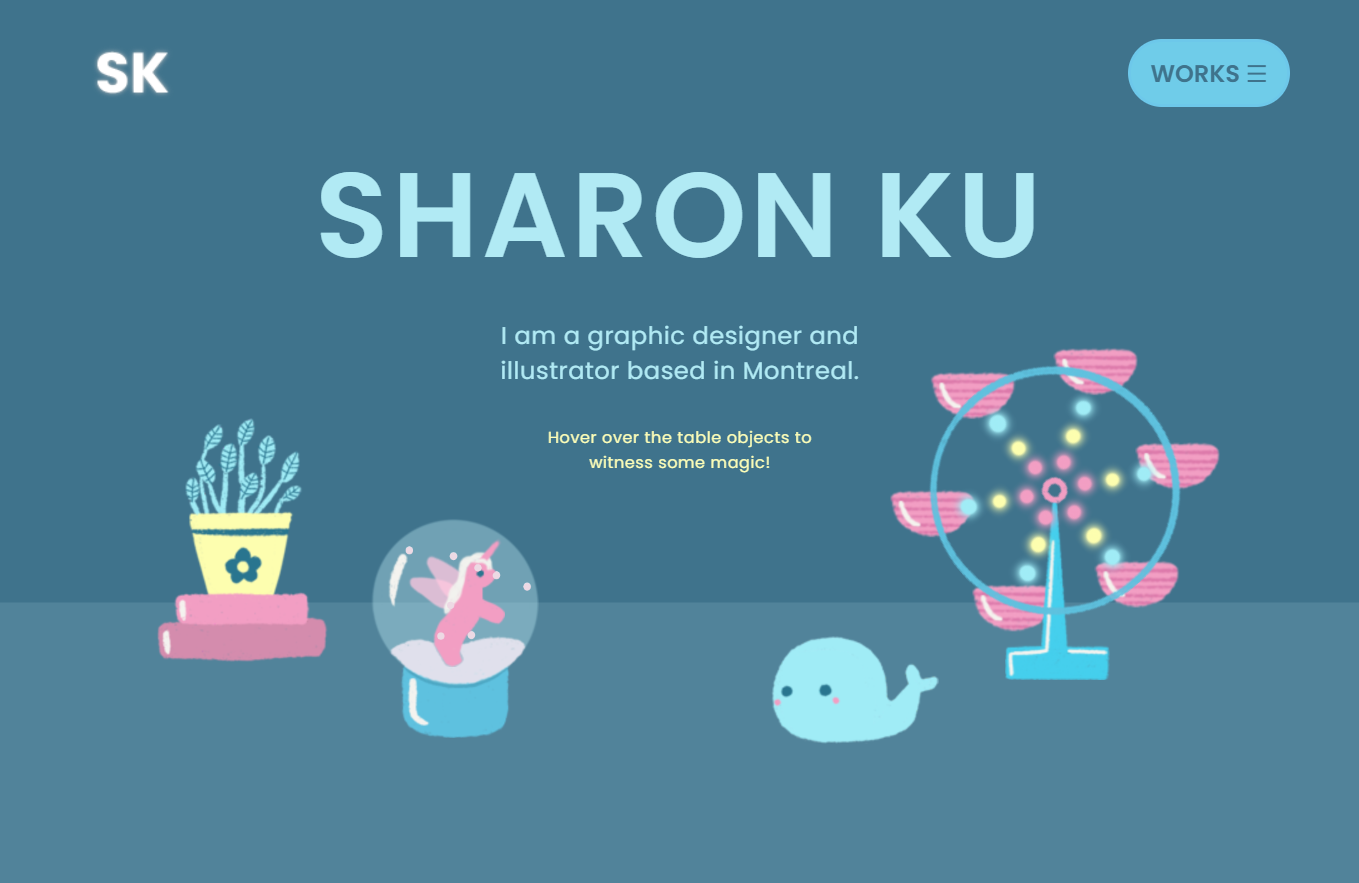 SK
WORKS
SHARON KU
I am a graphic designer and
illustrator based in Montreal.
Hover over the table objects to
witness some magic!